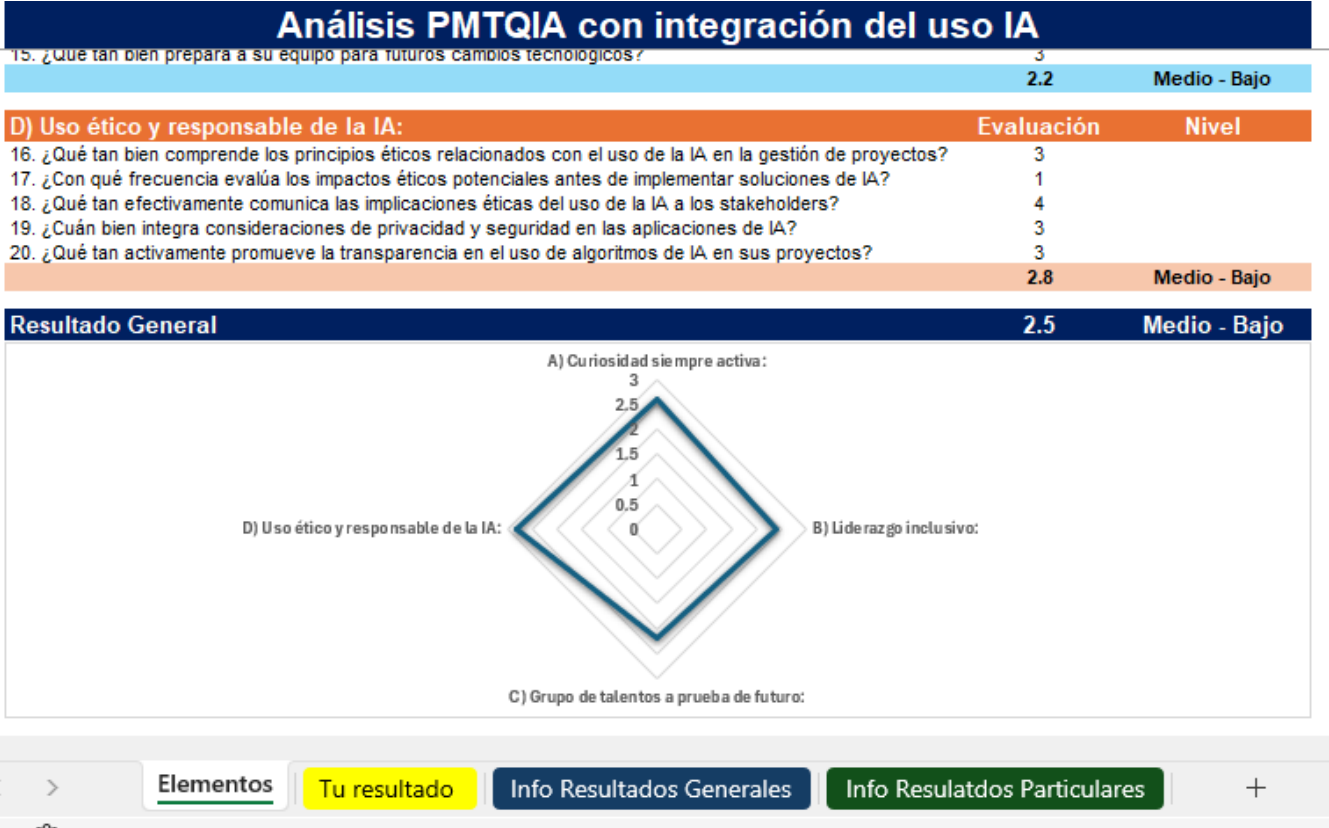 Análisis PMTQIA con integración del uso IA
15. ¿Qué tan bien prepara a su equipo para futuros cambios tecnológicos? 3
2.2 Medio - Bajo
D) Uso ético y responsable de la IA: Evaluación Nivel
16. ¿Qué tan bien comprende los principios éticos relacionados con el uso de la IA en la gestión de proyectos? 3
17. ¿Con qué frecuencia evalúa los impactos éticos potenciales antes de implementar soluciones de IA? 1
18. ¿Qué tan efectivamente comunica las implicaciones éticas del uso de la IA a los stakeholders? 4
19. ¿Cuán bien integra consideraciones de privacidad y seguridad en las aplicaciones de IA? 3
20. ¿Qué tan activamente promueve la transparencia en el uso de algoritmos de IA en sus proyectos? 3
2.8 Medio - Bajo
Resultado General 2.5 Medio - Bajo
A) Curiosidad siempre activa:
3
2.5
2
1.5
1
0.5
D) Uso ético y responsable de la IA: 0 B) Liderazgo inclusivo:
C) Grupo de talentos a prueba de futuro:
Elementos Tu resultado Info Resultados Generales Info Resulatdos Particulares +